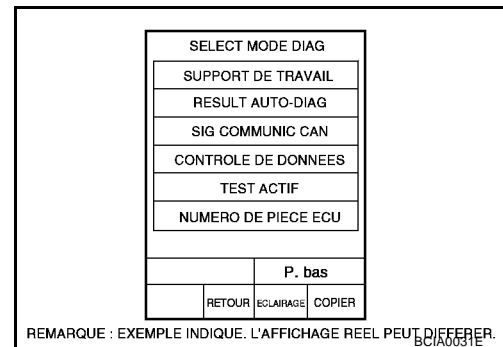 SELECT MODE DIAG
SUPPORT DE TRAVAIL
RESULT AUTO-DIAG
SIG COMMUNIC CAN
CONTROLE DE DONNEES
TEST ACTIF
NUMERO DE PIECE ECU
P. bas
RETOUR ECLAIRAGE COPIER
REMARQUE : EXEMPLE INDIQUE. L'AFFICHAGE REEL PEUT DIFFERER.
BCIA0031E